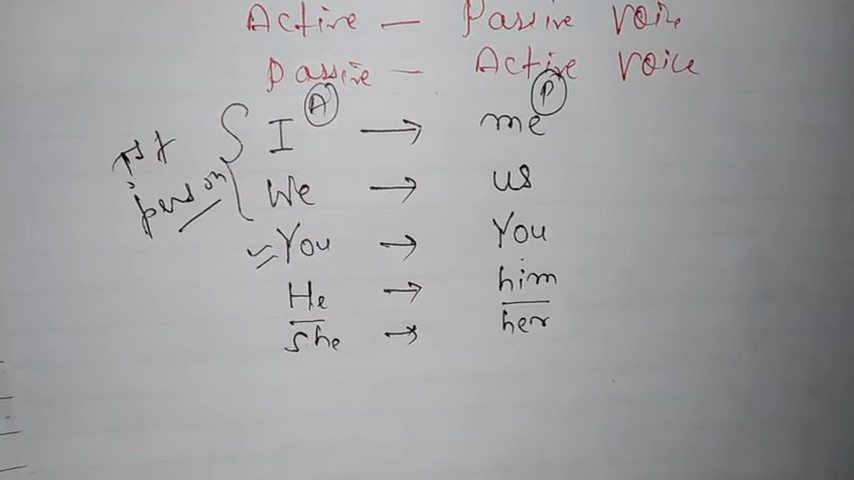 Active — Passive voice
Passive — Active voice
1st person { I (A) → me (P)
We → us
You → You
He → him
She → her